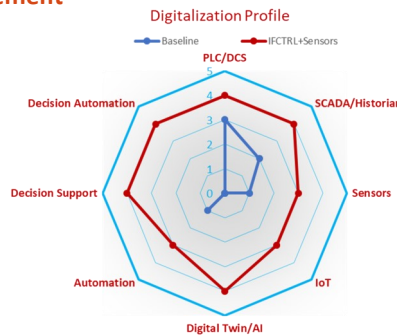 Digitalization Profile
Baseline IFCTRL+Sensors
PLC/DCS
5
Decision Automation SCADA/Historian
4
3
2
1
Decision Support 0 Sensors
Automation IoT
Digital Twin/AI